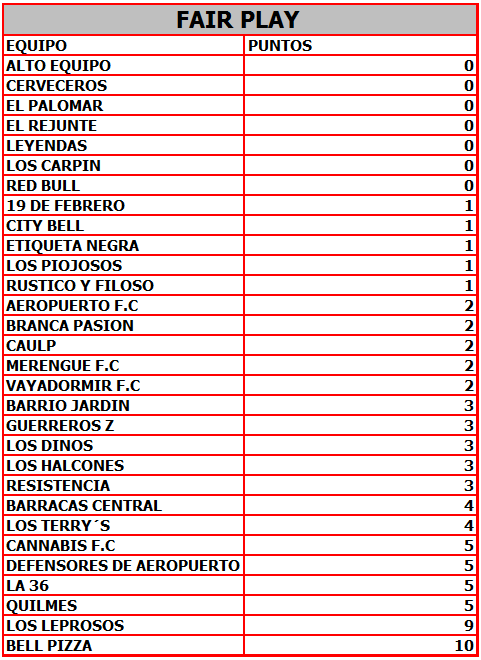 FAIR PLAY
EQUIPO PUNTOS
ALTO EQUIPO 0
CERVECEROS 0
EL PALOMAR 0
EL REJUNTE 0
LEYENDAS 0
LOS CARPIN 0
RED BULL 0
19 DE FEBRERO 1
CITY BELL 1
ETIQUETA NEGRA 1
LOS PIOJOSOS 1
RUSTICO Y FILOSO 1
AEROPUERTO F.C 2
BRANCA PASION 2
CAULP 2
MERENGUE F.C 2
VAYADORMIR F.C 2
BARRIO JARDIN 3
GUERREROS Z 3
LOS DINOS 3
LOS HALCONES 3
RESISTENCIA 3
BARRACAS CENTRAL 4
LOS TERRY´S 4
CANNABIS F.C 5
DEFENSORES DE AEROPUERTO 5
LA 36 5
QUILMES 5
LOS LEPROSOS 9
BELL PIZZA 10